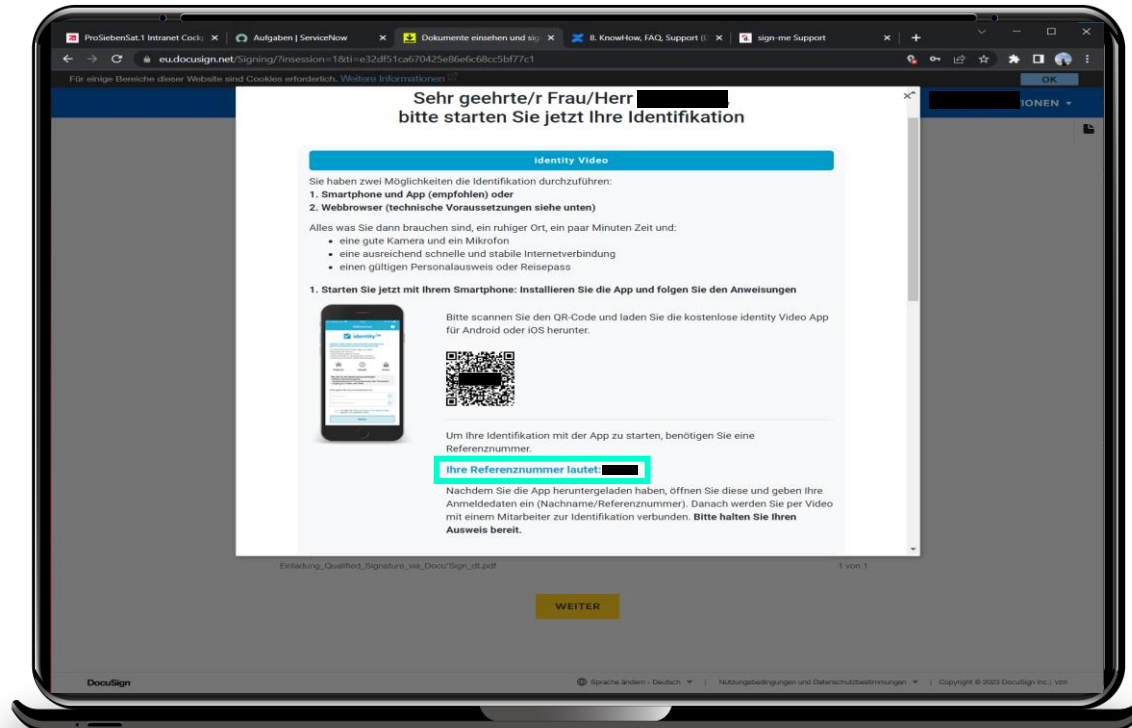 ProSiebenSat.1 Intranet Cock
Aufgaben | ServiceNow
Dokumente einsehen und sig
8. KnowHow, FAQ, Support (
sign-me Support
eu.docusign.net/Signing/?insession=1&ti=e32df51ca670425e86e6c68cc5bf77c1
Für einige Bereiche dieser Website sind Cookies erforderlich. Weitere Informationen
OK
IONEN
Sehr geehrte/r Frau/Herr
bitte starten Sie jetzt Ihre Identifikation
identity Video
Sie haben zwei Möglichkeiten die Identifikation durchzuführen:
1. Smartphone und App (empfohlen) oder
2. Webbrowser (technische Voraussetzungen siehe unten)
Alles was Sie dann brauchen sind, ein ruhiger Ort, ein paar Minuten Zeit und:
• eine gute Kamera und ein Mikrofon
• eine ausreichend schnelle und stabile Internetverbindung
• einen gültigen Personalausweis oder Reisepass
1. Starten Sie jetzt mit Ihrem Smartphone: Installieren Sie die App und folgen Sie den Anweisungen
identity
Bitte scannen Sie den QR-Code und laden Sie die kostenlose identity Video App
für Android oder iOS herunter.
Um Ihre Identifikation mit der App zu starten, benötigen Sie eine
Referenznummer.
Ihre Referenznummer lautet:
Nachdem Sie die App heruntergeladen haben, öffnen Sie diese und geben Ihre
Anmeldedaten ein (Nachname/Referenznummer). Danach werden Sie per Video
mit einem Mitarbeiter zur Identifikation verbunden. Bitte halten Sie Ihren
Ausweis bereit.
Einladung_Qualified_Signature_via_DocuSign_dt.pdf
1 von 1
WEITER
DocuSign
Sprache ändern - Deutsch
Nutzungsbedingungen und Datenschutzbestimmungen
Copyright © 2023 DocuSign Inc. | V2R